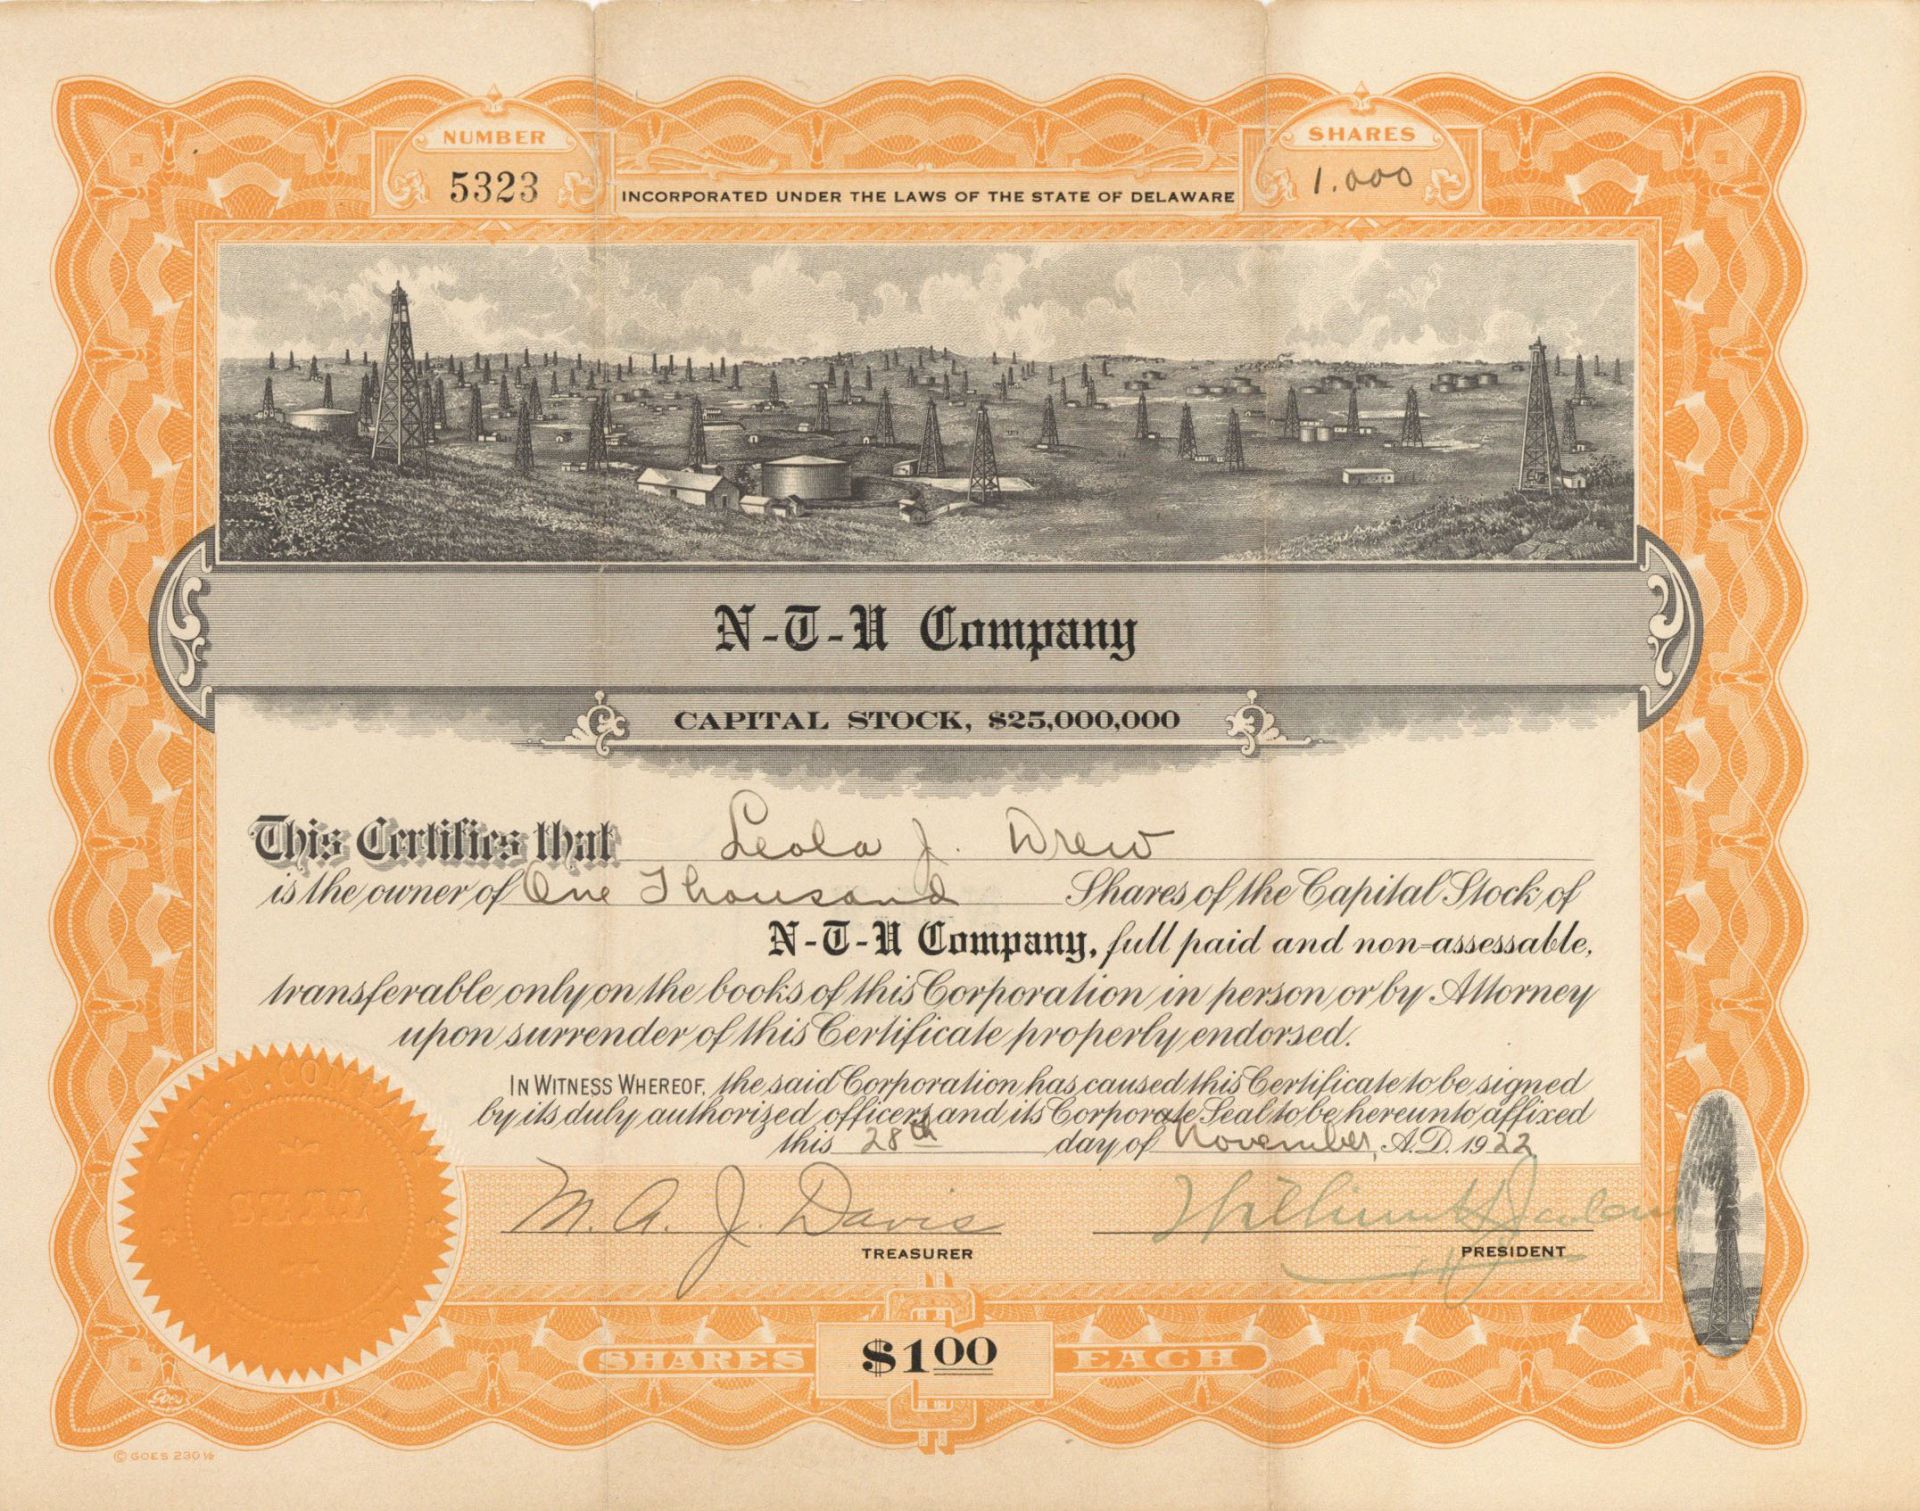 NUMBER
5323
INCORPORATED UNDER THE LAWS OF THE STATE OF DELAWARE
SHARES
1.000
N-T-U Company
CAPITAL STOCK, $25,000,000
This Certifies that Leola J. Drew
is the owner of One Thousand Shares of the Capital Stock of
N-T-U Company, full paid and non-assessable,
transferable only on the books of this Corporation in person or by Attorney
upon surrender of this Certificate properly endorsed.
IN WITNESS WHEREOF, the said Corporation has caused this Certificate to be signed
by its duly authorized officers and its Corporate Seal to be hereunto affixed
this 28th day of November, A.D. 1922
M. A. J. Davis
TREASURER
William H
PRESIDENT
T. U. COMPANY
SEAL
SHARES $1.00 EACH
Goes
© GOES 230 1/2